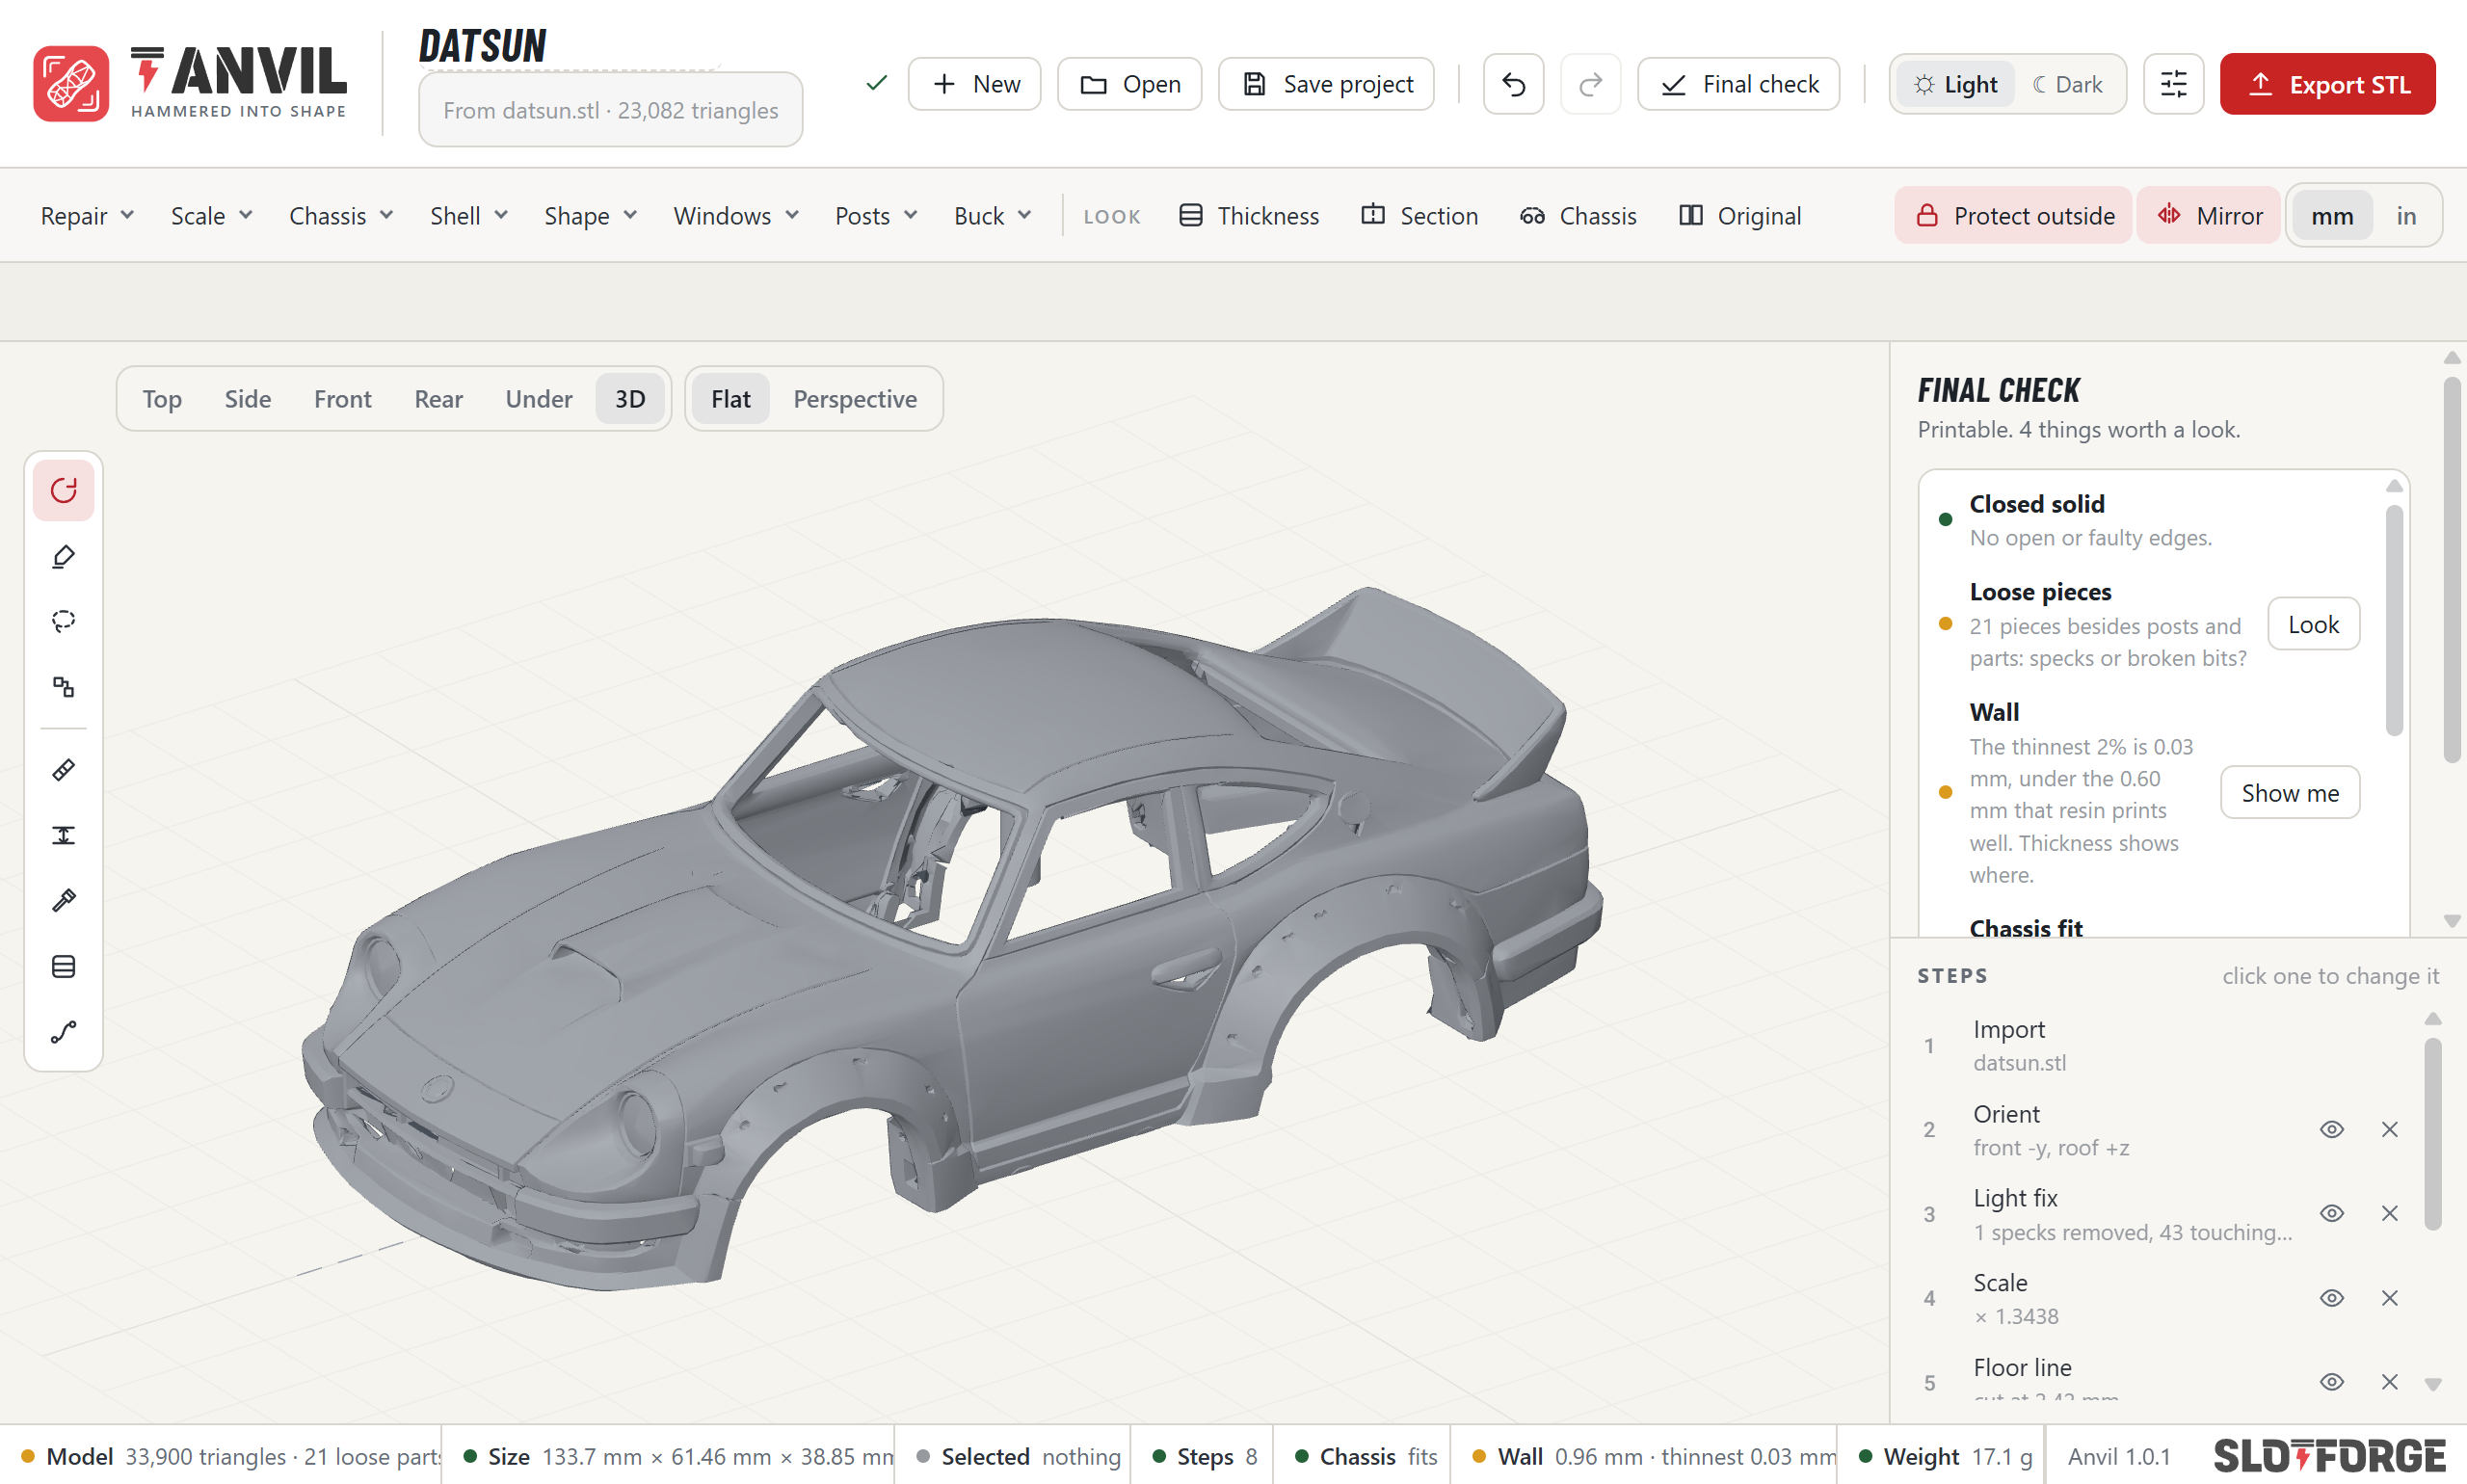 ANVIL
HAMMERED INTO SHAPE
DATSUN
From datsun.stl · 23,082 triangles
New
Open
Save project
Final check
Light
Dark
Export STL
Repair
Scale
Chassis
Shell
Shape
Windows
Posts
Buck
LOOK
Thickness
Section
Chassis
Original
Protect outside
Mirror
mm
in
Top
Side
Front
Rear
Under
3D
Flat
Perspective
FINAL CHECK
Printable. 4 things worth a look.
Closed solid
No open or faulty edges.
Loose pieces
21 pieces besides posts and
parts: specks or broken bits?
Look
Wall
The thinnest 2% is 0.03
mm, under the 0.60
mm that resin prints
well. Thickness shows
where.
Show me
Chassis fit
STEPS
click one to change it
1
Import
datsun.stl
2
Orient
front -y, roof +z
3
Light fix
1 specks removed, 43 touching...
4
Scale
× 1.3438
5
Floor line
cut at 2.42 mm
Model 33,900 triangles · 21 loose parts
Size 133.7 mm × 61.46 mm × 38.85 mm
Selected nothing
Steps 8
Chassis fits
Wall 0.96 mm · thinnest 0.03 mm
Weight 17.1 g
Anvil 1.0.1
SLOTFORGE